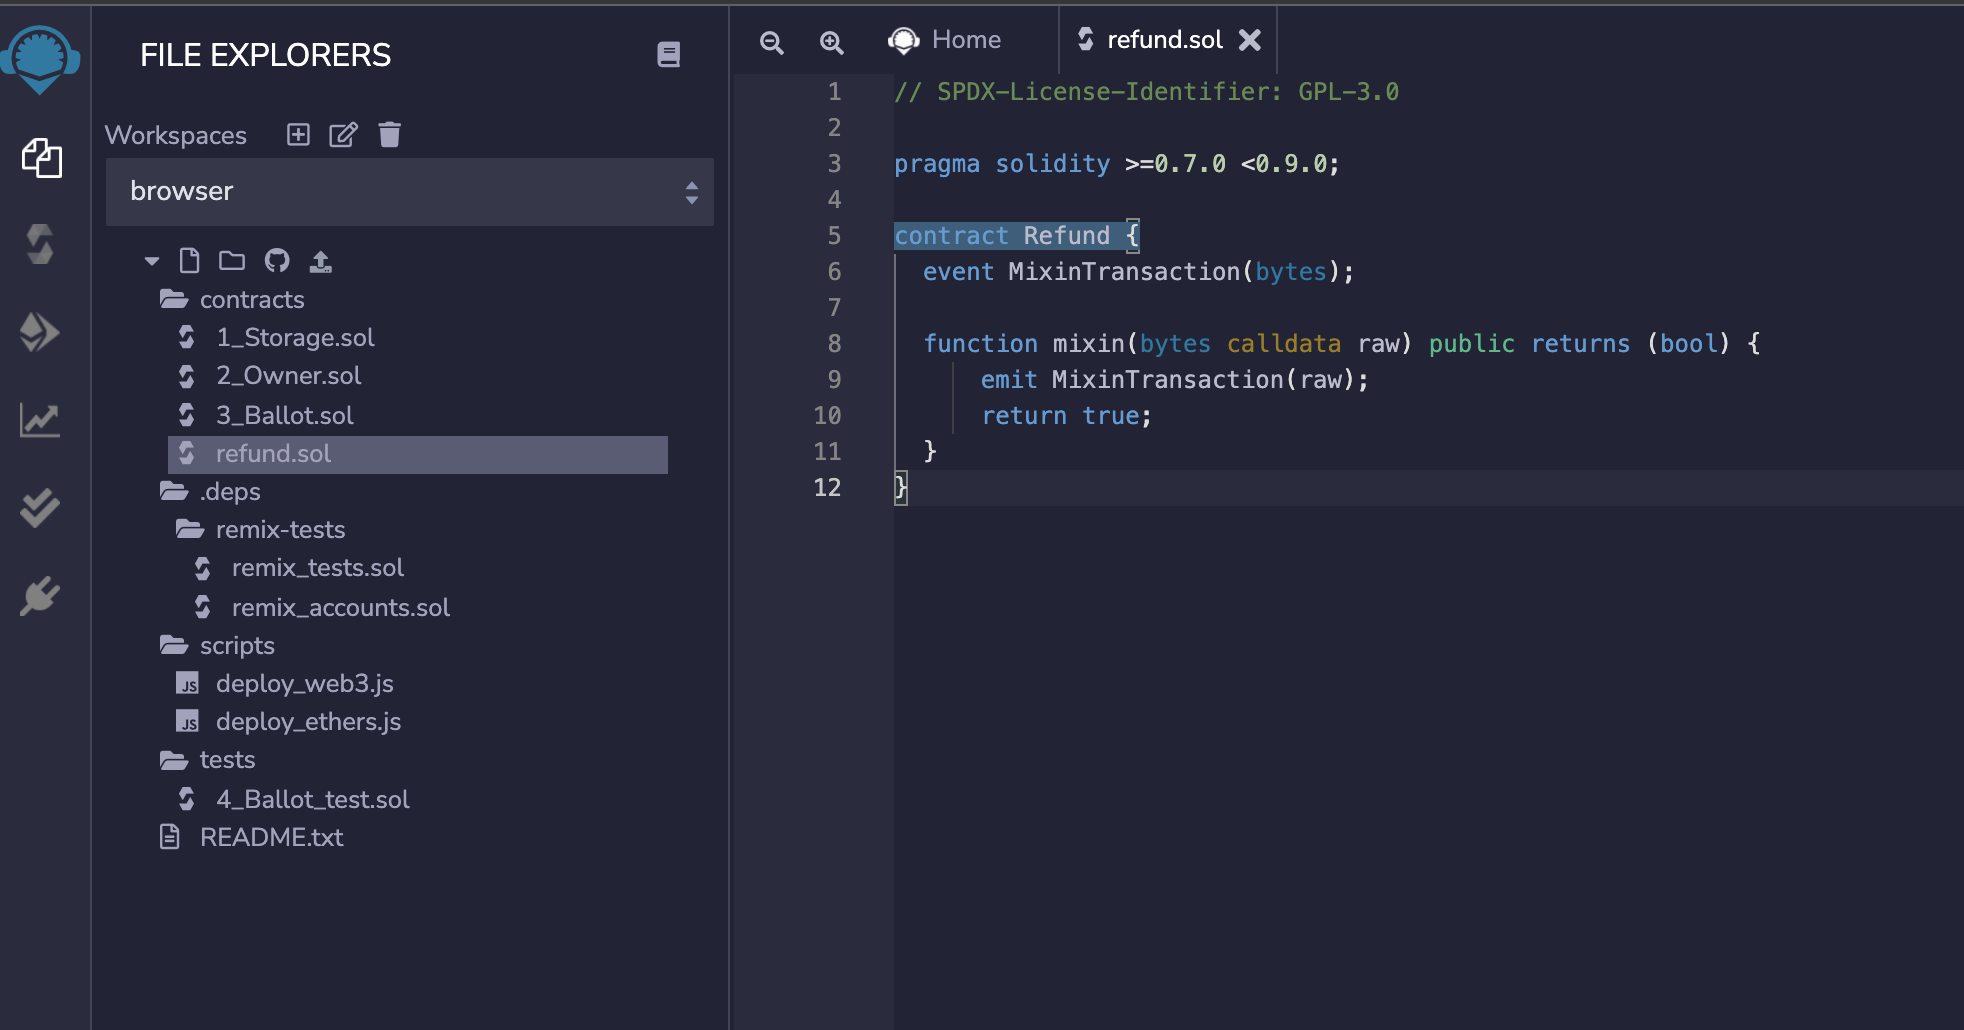 FILE EXPLORERS
Workspaces
browser
contracts
1_Storage.sol
2_Owner.sol
3_Ballot.sol
refund.sol
.deps
remix-tests
remix_tests.sol
remix_accounts.sol
scripts
JS deploy_web3.js
JS deploy_ethers.js
tests
4_Ballot_test.sol
README.txt
Home
refund.sol
1 // SPDX-License-Identifier: GPL-3.0
2
3 pragma solidity >=0.7.0 <0.9.0;
4
5 contract Refund {
6 event MixinTransaction(bytes);
7
8 function mixin(bytes calldata raw) public returns (bool) {
9 emit MixinTransaction(raw);
10 return true;
11 }
12 }